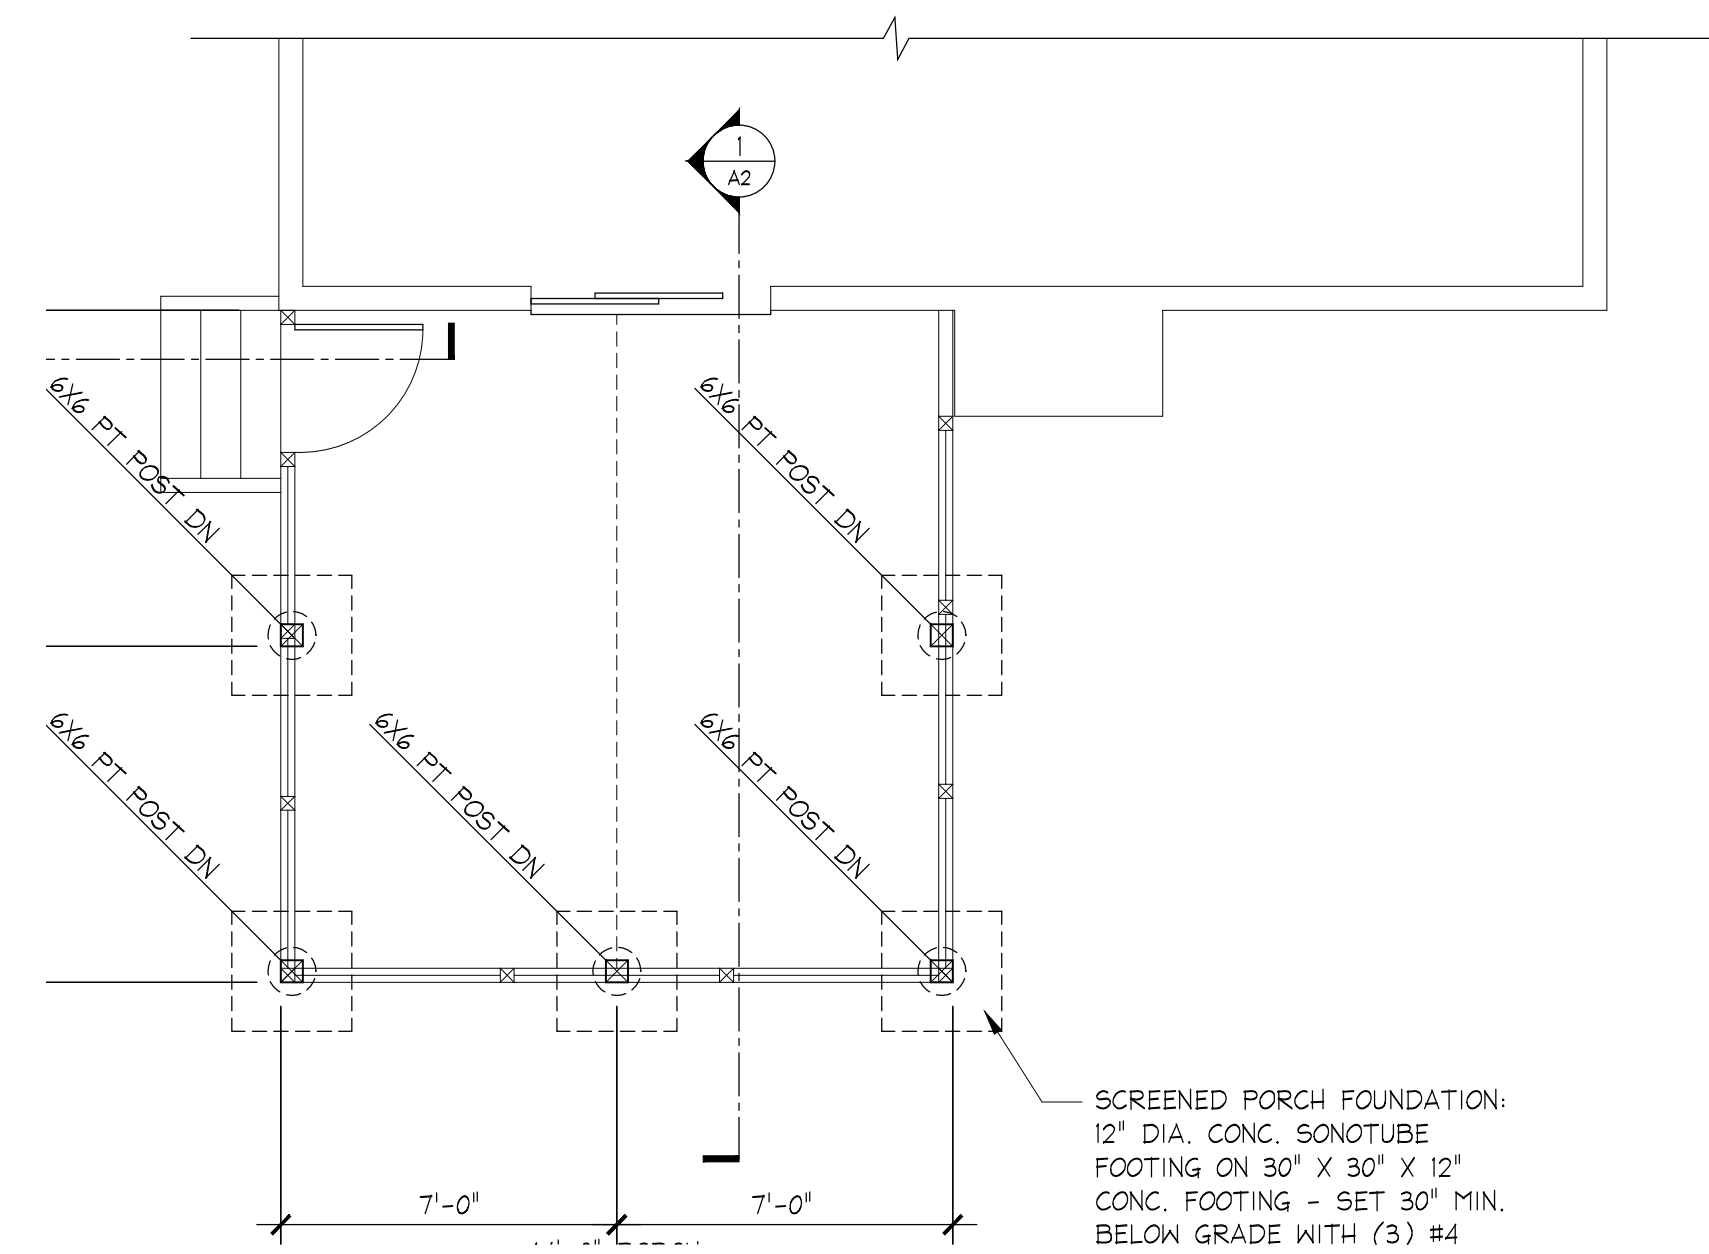 1
A2
6X6 PT POST DN
6X6 PT POST DN
6X6 PT POST DN
6X6 PT POST DN
6X6 PT POST DN
SCREENED PORCH FOUNDATION:
12" DIA. CONC. SONOTUBE
FOOTING ON 30" X 30" X 12"
CONC. FOOTING - SET 30" MIN.
BELOW GRADE WITH (3) #4
7'-0"
7'-0"